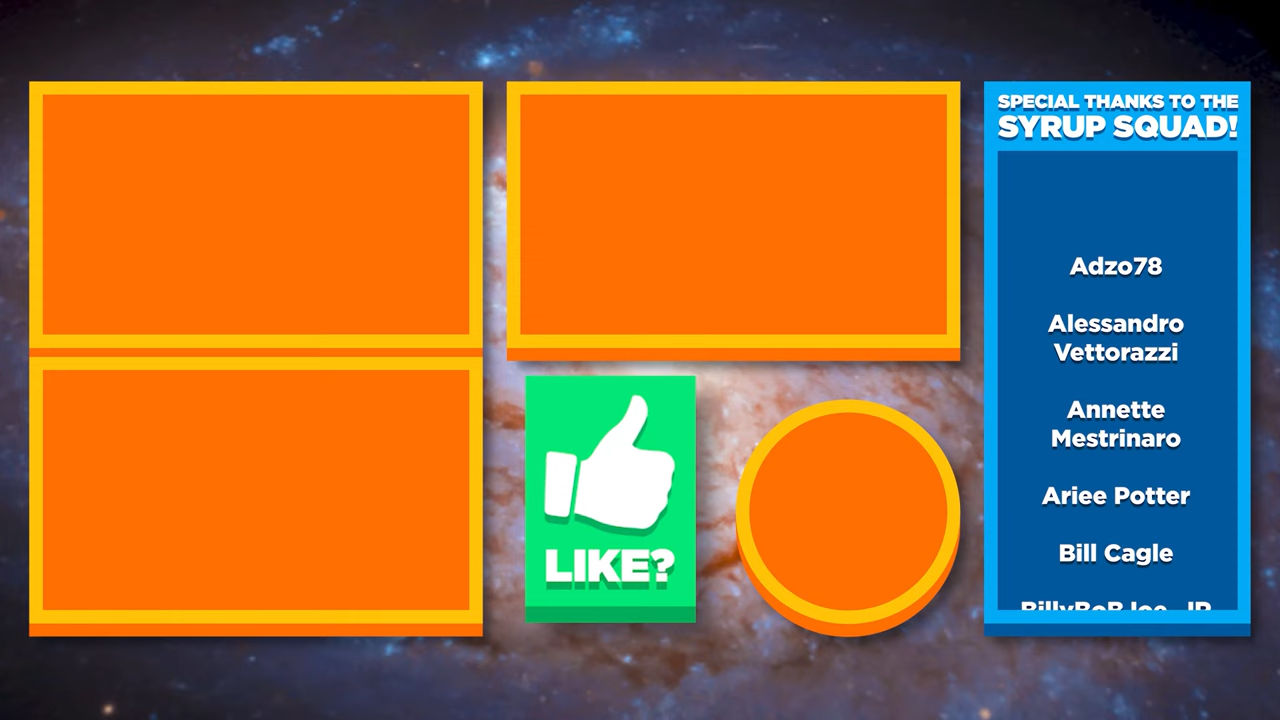 SPECIAL THANKS TO THE
SYRUP SQUAD!
Adzo78
Alessandro
Vettorazzi
Annette
Mestrinaro
Ariee Potter
Bill Cagle
LIKE?